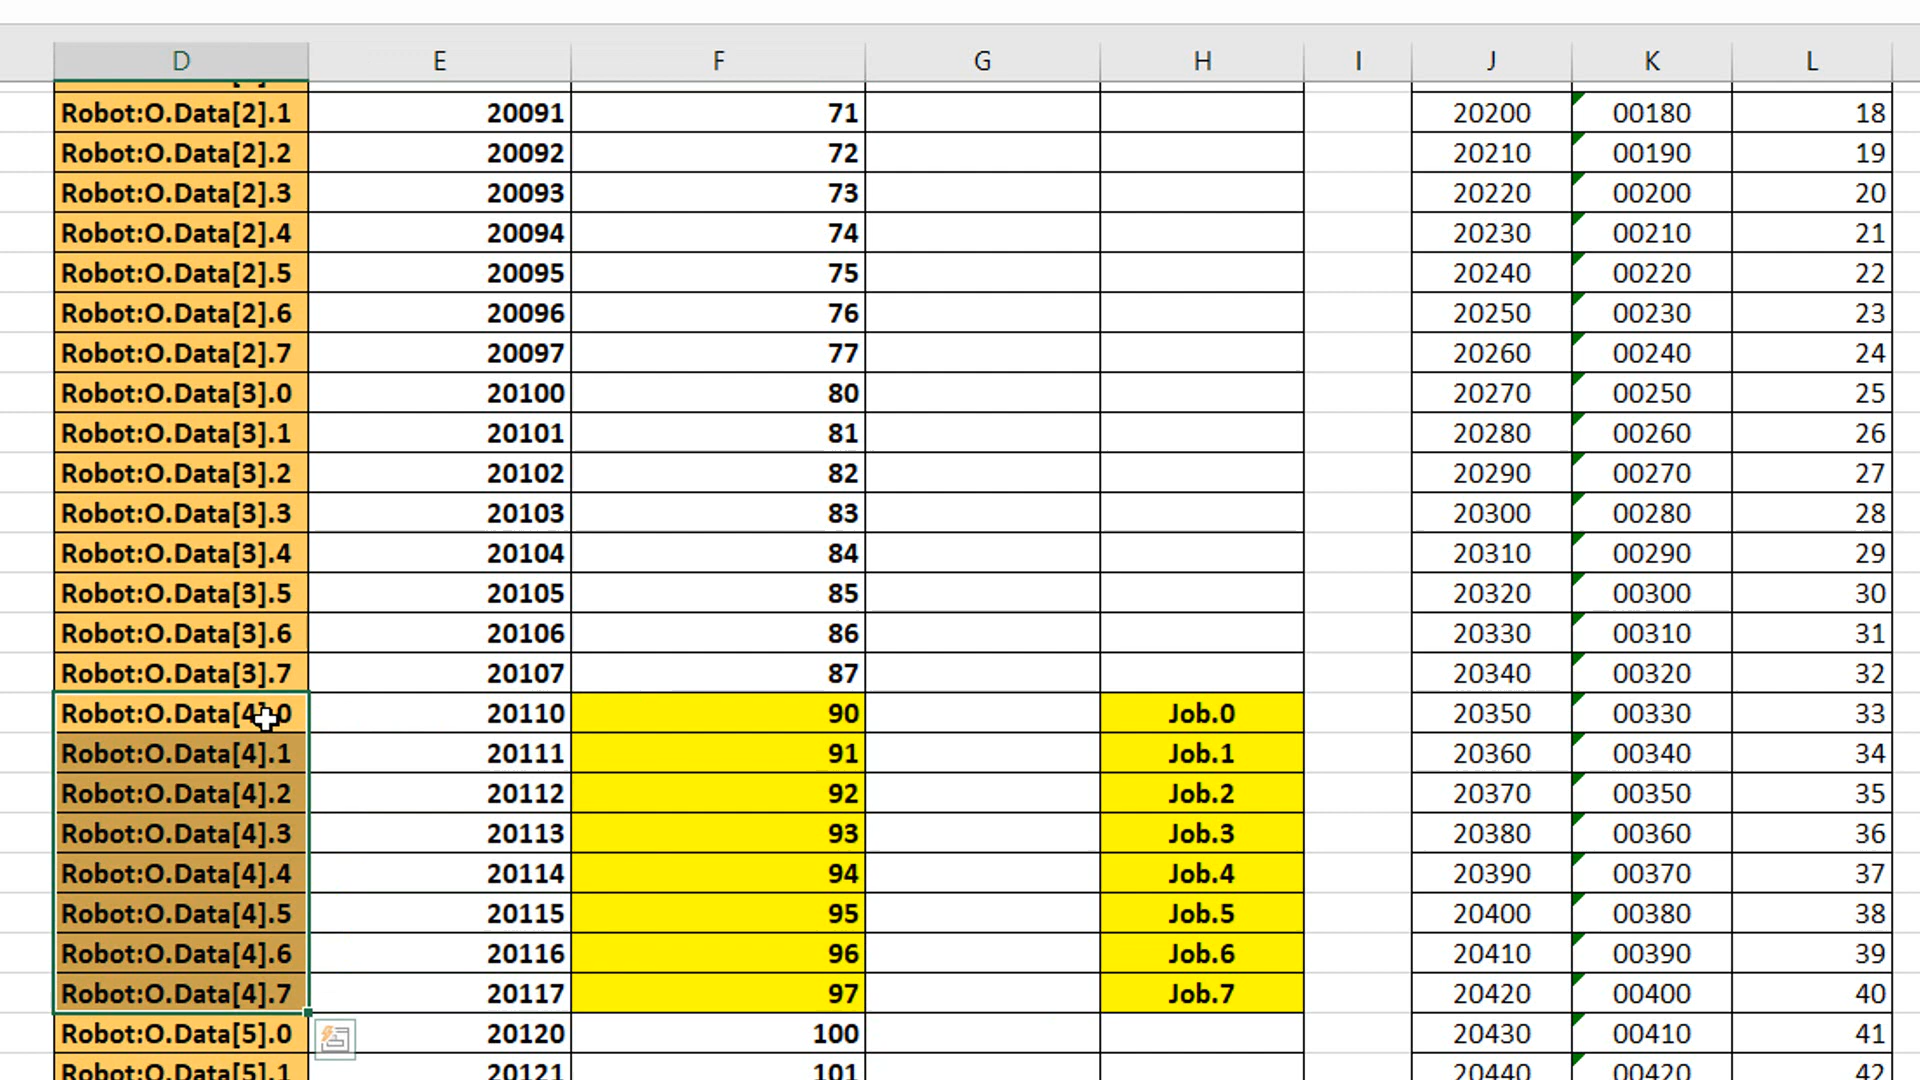 D E F G H I J K L
Robot:O.Data[2].1 20091 71 20200 00180 18
Robot:O.Data[2].2 20092 72 20210 00190 19
Robot:O.Data[2].3 20093 73 20220 00200 20
Robot:O.Data[2].4 20094 74 20230 00210 21
Robot:O.Data[2].5 20095 75 20240 00220 22
Robot:O.Data[2].6 20096 76 20250 00230 23
Robot:O.Data[2].7 20097 77 20260 00240 24
Robot:O.Data[3].0 20100 80 20270 00250 25
Robot:O.Data[3].1 20101 81 20280 00260 26
Robot:O.Data[3].2 20102 82 20290 00270 27
Robot:O.Data[3].3 20103 83 20300 00280 28
Robot:O.Data[3].4 20104 84 20310 00290 29
Robot:O.Data[3].5 20105 85 20320 00300 30
Robot:O.Data[3].6 20106 86 20330 00310 31
Robot:O.Data[3].7 20107 87 20340 00320 32
Robot:O.Data[4].0 20110 90 Job.0 20350 00330 33
Robot:O.Data[4].1 20111 91 Job.1 20360 00340 34
Robot:O.Data[4].2 20112 92 Job.2 20370 00350 35
Robot:O.Data[4].3 20113 93 Job.3 20380 00360 36
Robot:O.Data[4].4 20114 94 Job.4 20390 00370 37
Robot:O.Data[4].5 20115 95 Job.5 20400 00380 38
Robot:O.Data[4].6 20116 96 Job.6 20410 00390 39
Robot:O.Data[4].7 20117 97 Job.7 20420 00400 40
Robot:O.Data[5].0 20120 100 20430 00410 41
Robot:O.Data[5].1 20121 101 20440 00420 42